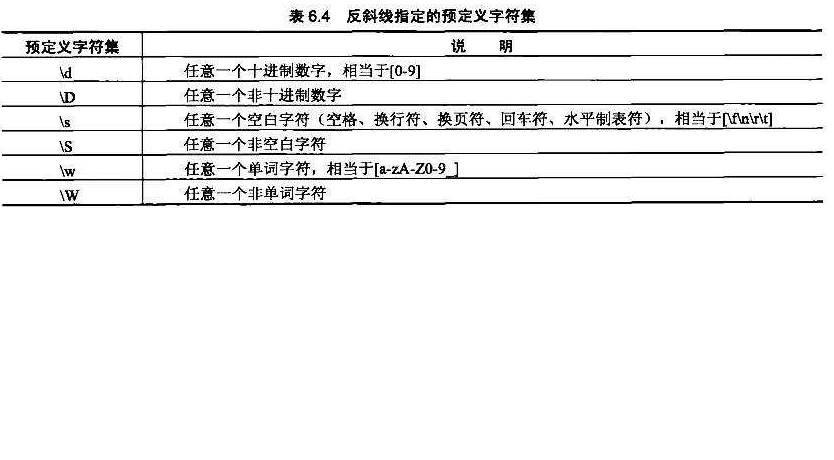 表 6.4 反斜线指定的预定义字符集
预定义字符集 说 明
\d 任意一个十进制数字，相当于[0-9]
\D 任意一个非十进制数字
\s 任意一个空白字符（空格、换行符、换页符、回车符、水平制表符），相当于[\f\n\r\t]
\S 任意一个非空白字符
\w 任意一个单词字符，相当于[a-zA-Z0-9_]
\W 任意一个非单词字符